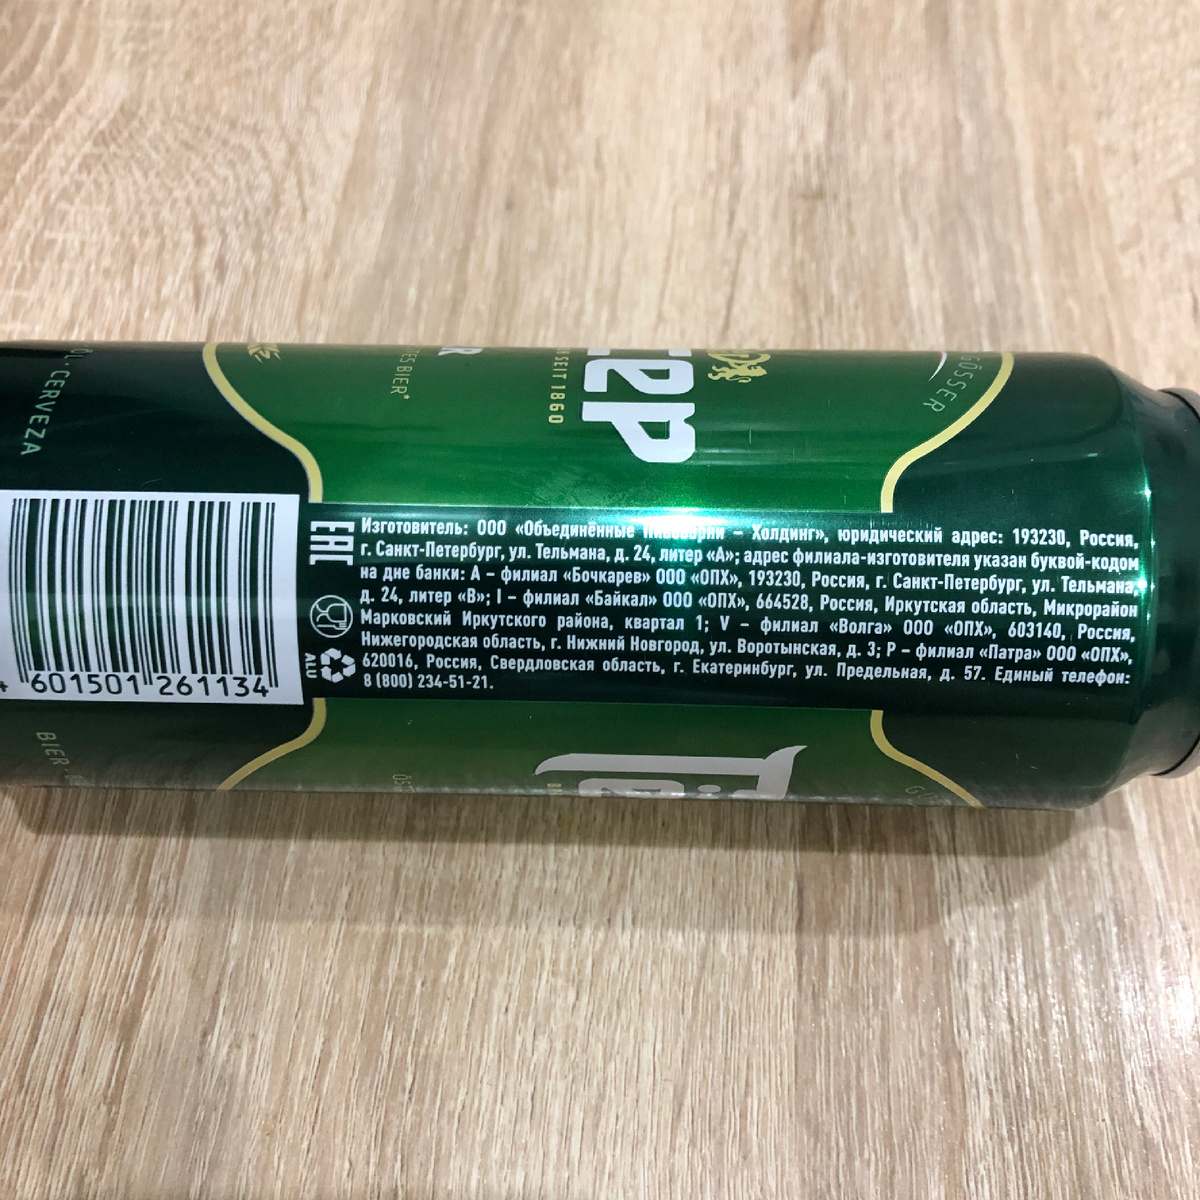 Изготовитель: ООО «Объединённые Пивоварни – Холдинг», юридический адрес: 193230, Россия,
г. Санкт-Петербург, ул. Тельмана, д. 24, литер «А»; адрес филиала-изготовителя указан буквой-кодом
на дне банки: А – филиал «Бочкарев» ООО «ОПХ», 193230, Россия, г. Санкт-Петербург, ул. Тельмана,
д. 24, литер «В»; I – филиал «Байкал» ООО «ОПХ», 664528, Россия, Иркутская область, Микрорайон
Марковский Иркутского района, квартал 1; V – филиал «Волга» ООО «ОПХ», 603140, Россия,
Нижегородская область, г. Нижний Новгород, ул. Воротынская, д. 3; Р – филиал «Патра» ООО «ОПХ»,
620016, Россия, Свердловская область, г. Екатеринбург, ул. Предельная, д. 57. Единый телефон:
8 (800) 234-51-21.
EAC
ALU
4 601501 261134
CERVEZA
BIER
SEIT 1860
GÖSSER